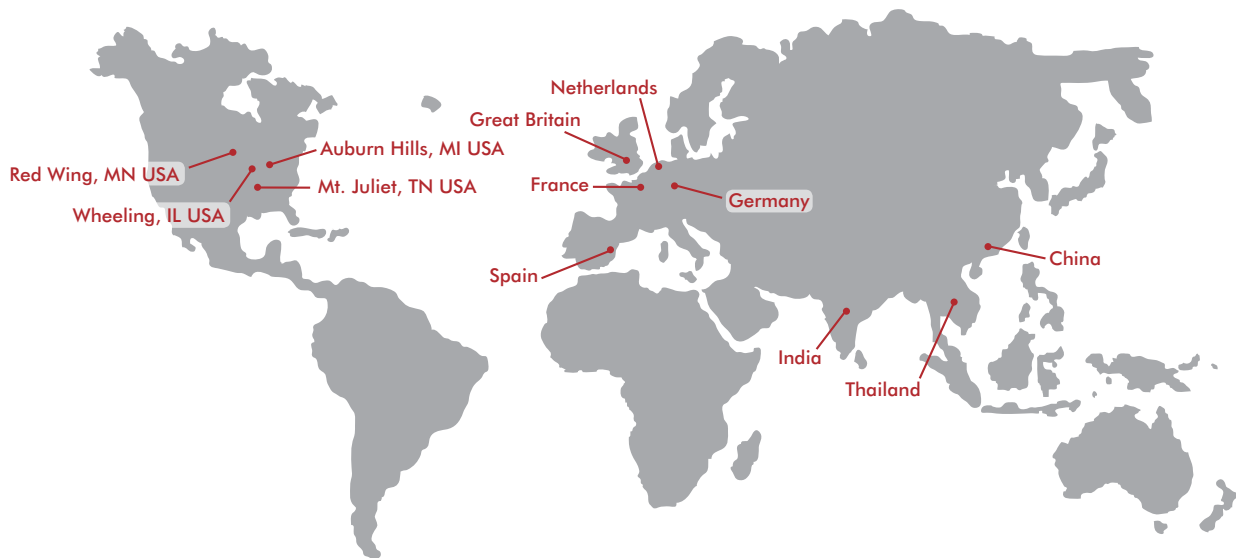 Netherlands
Great Britain
Auburn Hills, MI USA
Red Wing, MN USA
Mt. Juliet, TN USA
France
Germany
Wheeling, IL USA
China
Spain
India
Thailand